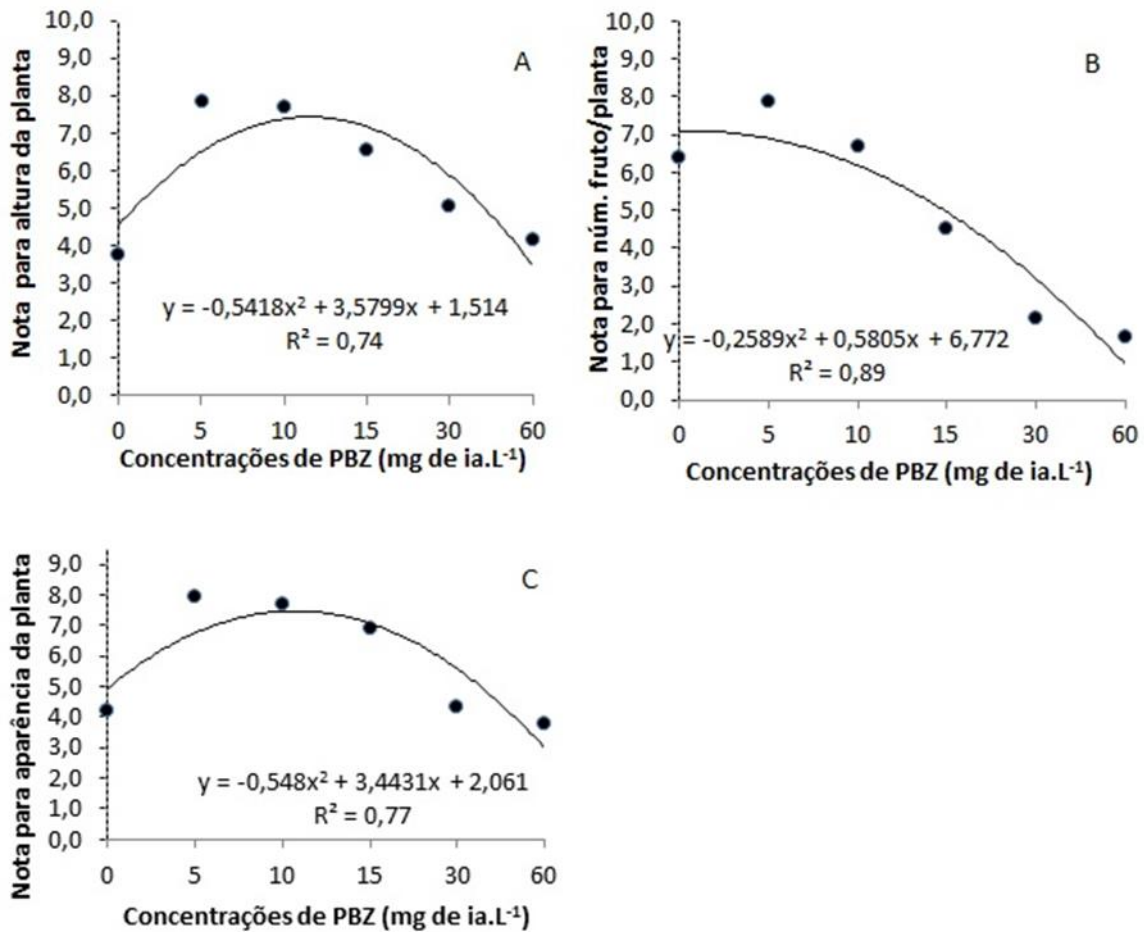 A
Nota para altura da planta
10,0
9,0
8,0
7,0
6,0
5,0
4,0
3,0
2,0
1,0
0,0
y = -0,5418x² + 3,5799x + 1,514
R² = 0,74
0 5 10 15 30 60
Concentrações de PBZ (mg de ia.L⁻¹)
B
Nota para núm. fruto/planta
10,0
9,0
8,0
7,0
6,0
5,0
4,0
3,0
2,0
1,0
0,0
y = -0,2589x² + 0,5805x + 6,772
R² = 0,89
0 5 10 15 30 60
Concentrações de PBZ (mg de ia.L⁻¹)
C
Nota para aparência da planta
9,0
8,0
7,0
6,0
5,0
4,0
3,0
2,0
1,0
0,0
y = -0,548x² + 3,4431x + 2,061
R² = 0,77
0 5 10 15 30 60
Concentrações de PBZ (mg de ia.L⁻¹)